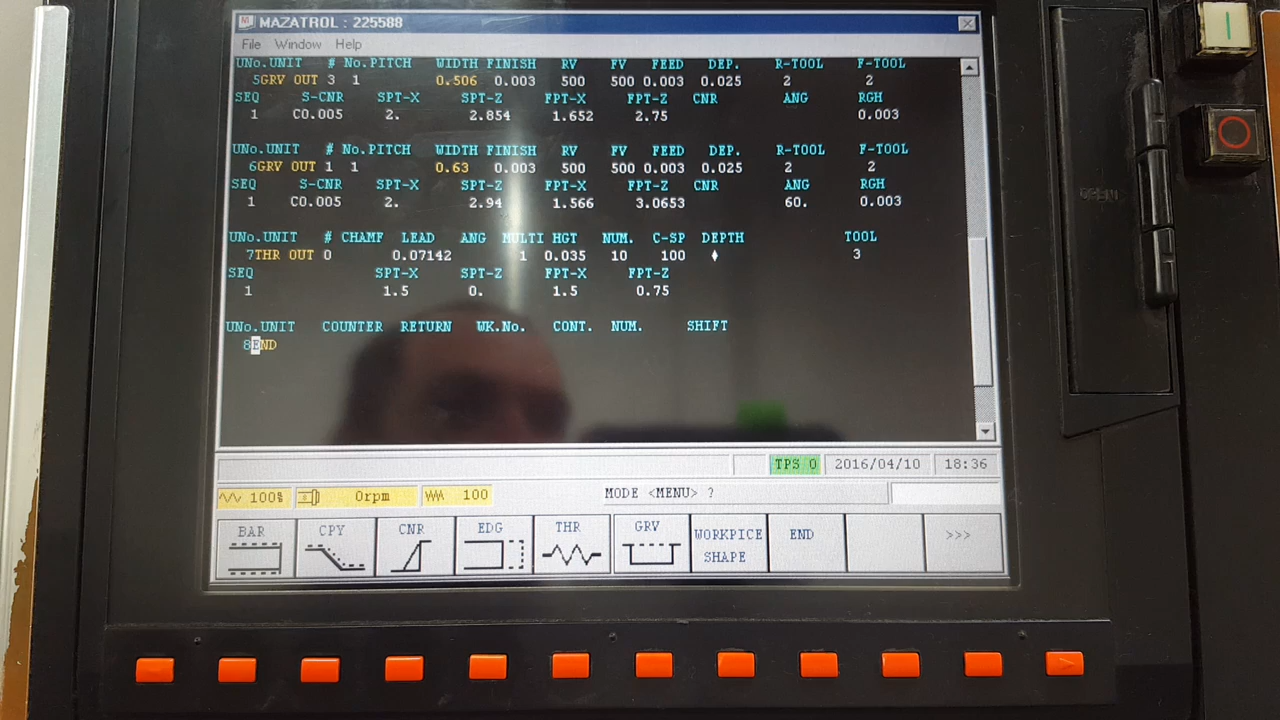 MAZATROL : 225588
File Window Help
UNo.UNIT # No.PITCH WIDTH FINISH RV FV FEED DEP. R-TOOL F-TOOL
5GRV OUT 3 1 0.506 0.003 500 500 0.003 0.025 2 2
SEQ S-CNR SPT-X SPT-Z FPT-X FPT-Z CNR ANG RGH
1 C0.005 2. 2.854 1.652 2.75 0.003
UNo.UNIT # No.PITCH WIDTH FINISH RV FV FEED DEP. R-TOOL F-TOOL
6GRV OUT 1 1 0.63 0.003 500 500 0.003 0.025 2 2
SEQ S-CNR SPT-X SPT-Z FPT-X FPT-Z CNR ANG RGH
1 C0.005 2. 2.94 1.566 3.0653 60. 0.003
UNo.UNIT # CHAMF LEAD ANG MULTI HGT NUM. C-SP DEPTH TOOL
7THR OUT 0 0.07142 1 0.035 10 100 ♦ 3
SEQ SPT-X SPT-Z FPT-X FPT-Z
1 1.5 0. 1.5 0.75
UNo.UNIT COUNTER RETURN WK.No. CONT. NUM. SHIFT
8END
TPS 0 2016/04/10 18:36
100% 0rpm 100 MODE <MENU> ?
BAR CPY CNR EDG THR GRV WORKPICE SHAPE END >>>
OPEN